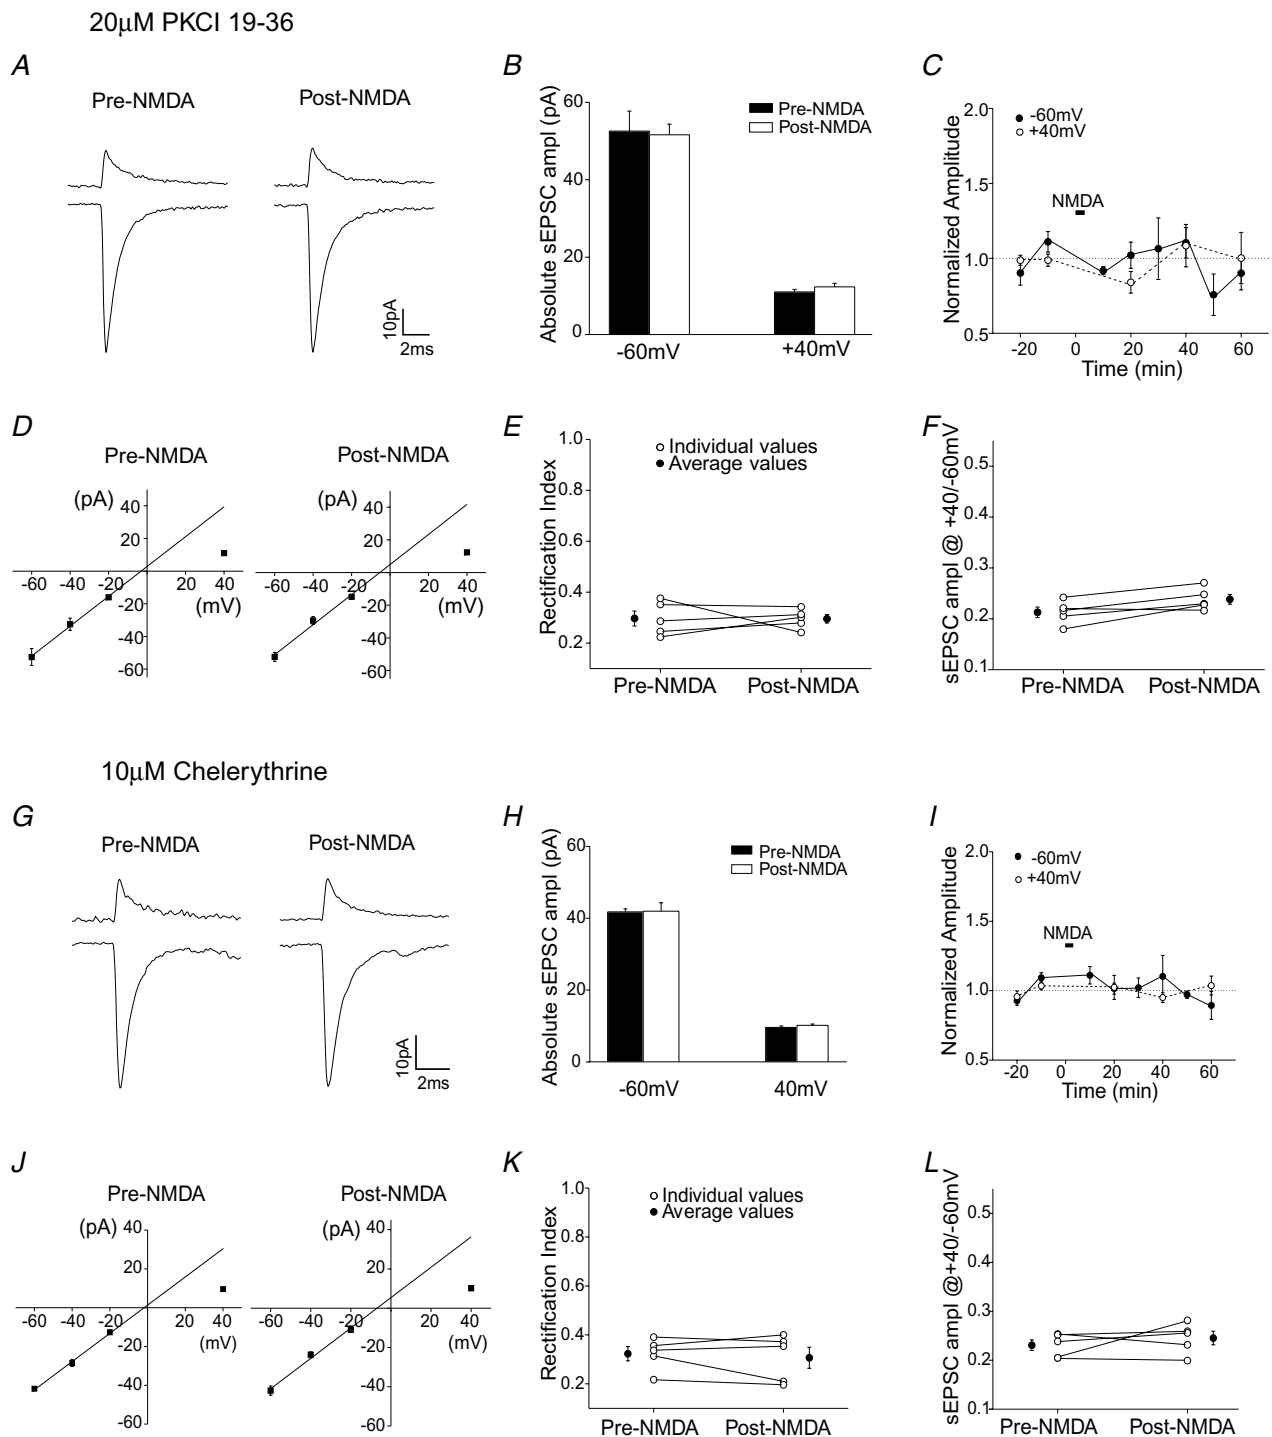 20μM PKCI 19-36
A
Pre-NMDA
Post-NMDA
10pA
2ms
B
Absolute sEPSC ampl (pA)
60
40
20
0
Pre-NMDA
Post-NMDA
-60mV
+40mV
C
Normalized Amplitude
2.0
1.5
1.0
0.5
-60mV
+40mV
NMDA
-20 0 20 40 60
Time (min)
D
Pre-NMDA
(pA)
40
20
-60 -40 -20 0 20 40
-20
(mV)
-40
-60
Post-NMDA
(pA)
40
20
-60 -40 -20 0 20 40
-20
(mV)
-40
-60
E
Rectification Index
1.0
0.8
0.6
0.4
0.2
Individual values
Average values
Pre-NMDA Post-NMDA
F
sEPSC ampl @ +40/-60mV
0.5
0.4
0.3
0.2
0.1
Pre-NMDA Post-NMDA
10μM Chelerythrine
G
Pre-NMDA
Post-NMDA
10pA
2ms
H
Absolute sEPSC ampl (pA)
60
40
20
0
Pre-NMDA
Post-NMDA
-60mV
40mV
I
Normalized Amplitude
2.0
1.5
1.0
0.5
-60mV
+40mV
NMDA
-20 0 20 40 60
Time (min)
J
Pre-NMDA
(pA)
40
20
-60 -40 -20 0 20 40
-20
(mV)
-40
-60
Post-NMDA
(pA)
40
20
-60 -40 -20 0 20 40
-20
(mV)
-40
-60
K
Rectification Index
1.0
0.8
0.6
0.4
0.2
Individual values
Average values
Pre-NMDA Post-NMDA
L
sEPSC ampl @+40/-60mV
0.5
0.4
0.3
0.2
0.1
Pre-NMDA Post-NMDA